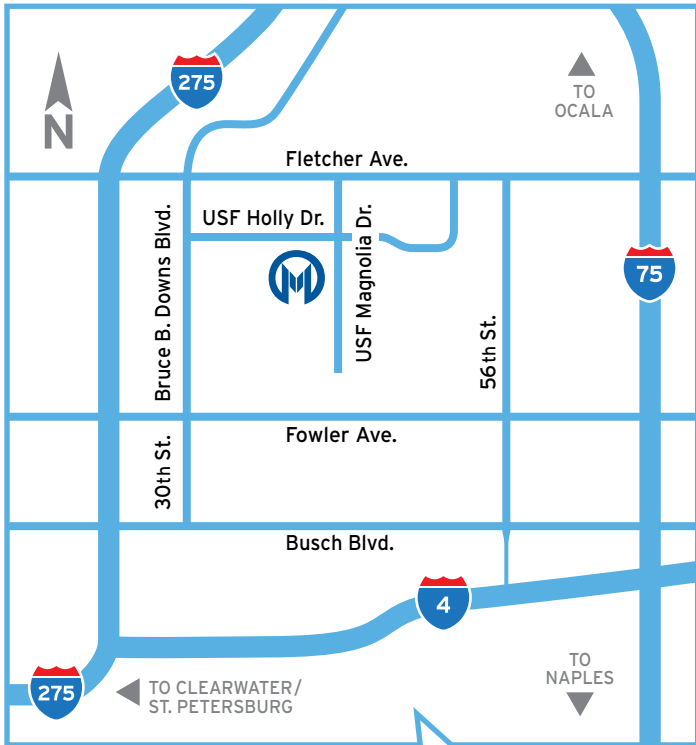 275
TO
OCALA
N
Fletcher Ave.
USF Holly Dr.
Bruce B. Downs Blvd.
USF Magnolia Dr.
75
56th St.
Fowler Ave.
30th St.
Busch Blvd.
4
TO
NAPLES
275
TO CLEARWATER/
ST. PETERSBURG